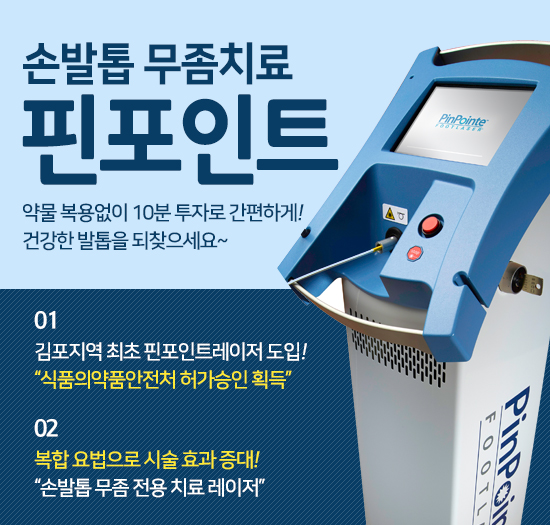 손발톱 무좀치료
핀포인트
약물 복용없이 10분 투자로 간편하게!
건강한 발톱을 되찾으세요~
PinPointe™
FOOTLASER
01
김포지역 최초 핀포인트레이저 도입!
“식품의약품안전처 허가승인 획득”
02
복합 요법으로 시술 효과 증대!
“손발톱 무좀 전용 치료 레이저”
PinPoin
FOOTL